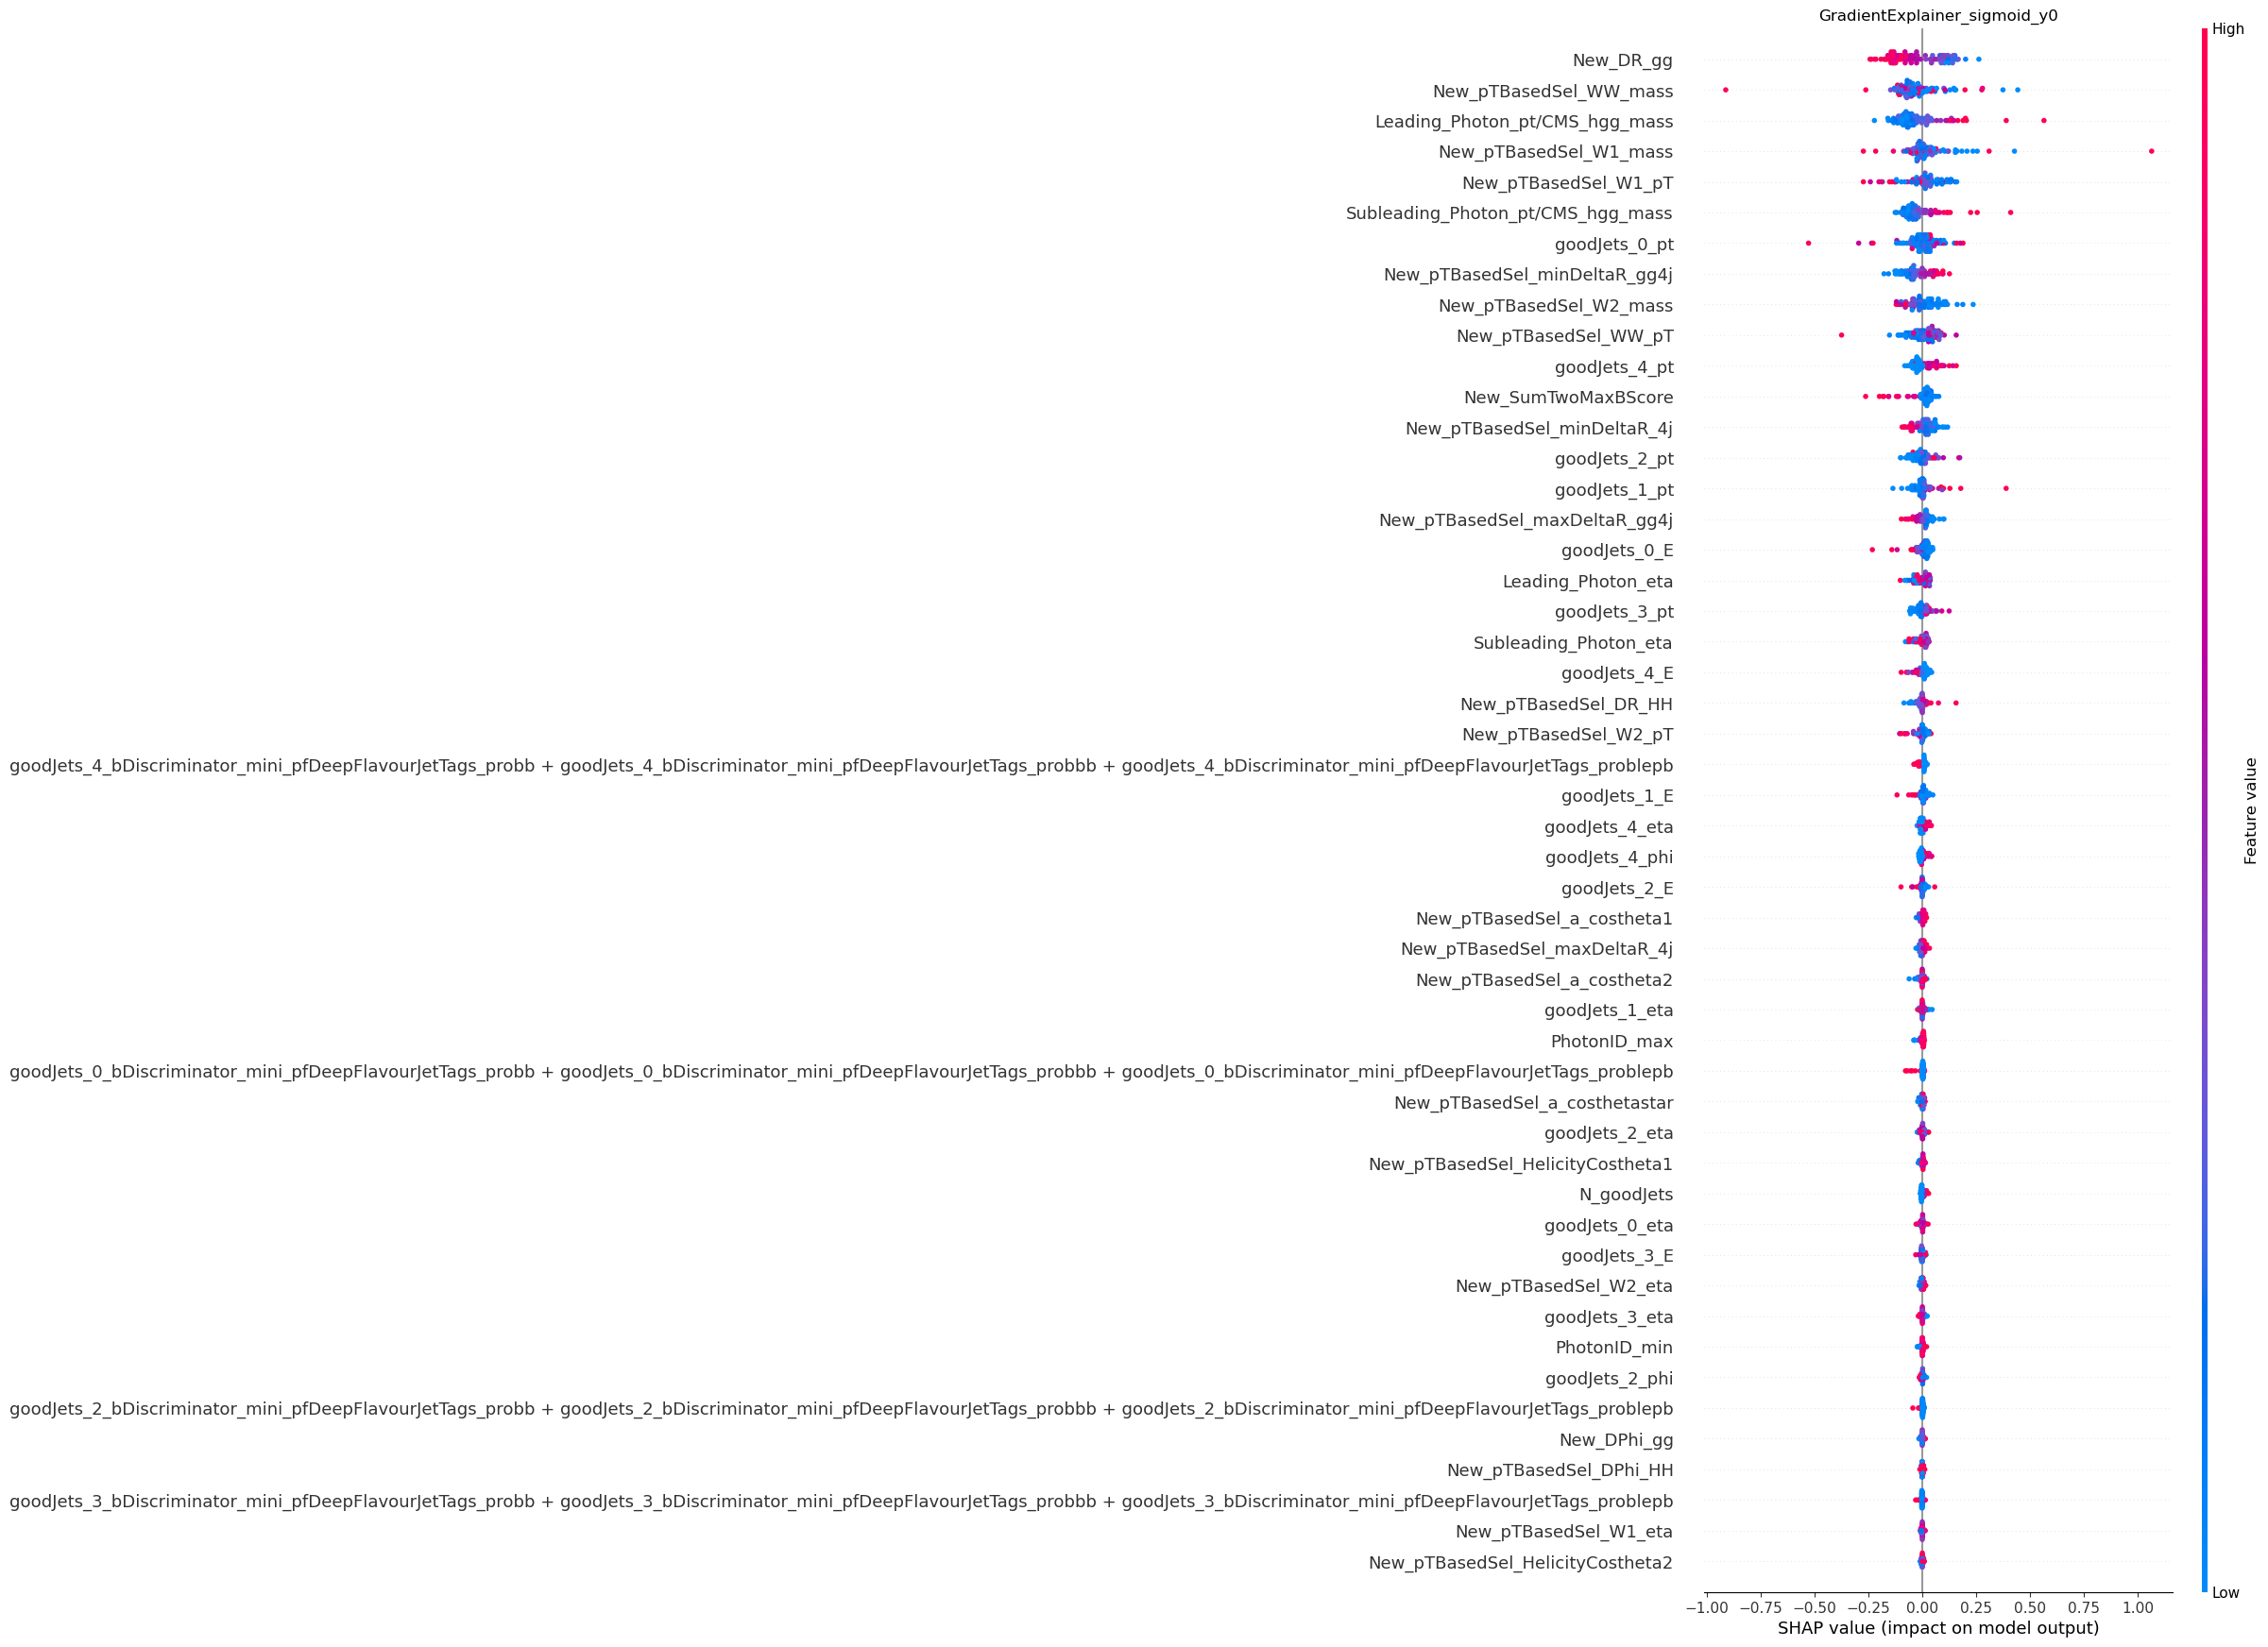 GradientExplainer_sigmoid_y0
High
New_DR_gg
New_pTBasedSel_WW_mass
Leading_Photon_pt/CMS_hgg_mass
New_pTBasedSel_W1_mass
New_pTBasedSel_W1_pT
Subleading_Photon_pt/CMS_hgg_mass
goodJets_0_pt
New_pTBasedSel_minDeltaR_gg4j
New_pTBasedSel_W2_mass
New_pTBasedSel_WW_pT
goodJets_4_pt
New_SumTwoMaxBScore
New_pTBasedSel_minDeltaR_4j
goodJets_2_pt
goodJets_1_pt
New_pTBasedSel_maxDeltaR_gg4j
goodJets_0_E
Leading_Photon_eta
goodJets_3_pt
Subleading_Photon_eta
goodJets_4_E
New_pTBasedSel_DR_HH
New_pTBasedSel_W2_pT
goodJets_4_bDiscriminator_mini_pfDeepFlavourJetTags_probb + goodJets_4_bDiscriminator_mini_pfDeepFlavourJetTags_probbb + goodJets_4_bDiscriminator_mini_pfDeepFlavourJetTags_problepb
goodJets_1_E
goodJets_4_eta
goodJets_4_phi
goodJets_2_E
New_pTBasedSel_a_costheta1
New_pTBasedSel_maxDeltaR_4j
New_pTBasedSel_a_costheta2
goodJets_1_eta
PhotonID_max
goodJets_0_bDiscriminator_mini_pfDeepFlavourJetTags_probb + goodJets_0_bDiscriminator_mini_pfDeepFlavourJetTags_probbb + goodJets_0_bDiscriminator_mini_pfDeepFlavourJetTags_problepb
New_pTBasedSel_a_costhetastar
goodJets_2_eta
New_pTBasedSel_HelicityCostheta1
N_goodJets
goodJets_0_eta
goodJets_3_E
New_pTBasedSel_W2_eta
goodJets_3_eta
PhotonID_min
goodJets_2_phi
goodJets_2_bDiscriminator_mini_pfDeepFlavourJetTags_probb + goodJets_2_bDiscriminator_mini_pfDeepFlavourJetTags_probbb + goodJets_2_bDiscriminator_mini_pfDeepFlavourJetTags_problepb
New_DPhi_gg
New_pTBasedSel_DPhi_HH
goodJets_3_bDiscriminator_mini_pfDeepFlavourJetTags_probb + goodJets_3_bDiscriminator_mini_pfDeepFlavourJetTags_probbb + goodJets_3_bDiscriminator_mini_pfDeepFlavourJetTags_problepb
New_pTBasedSel_W1_eta
New_pTBasedSel_HelicityCostheta2
Feature value
Low
−1.00 −0.75 −0.50 −0.25 0.00 0.25 0.50 0.75 1.00
SHAP value (impact on model output)